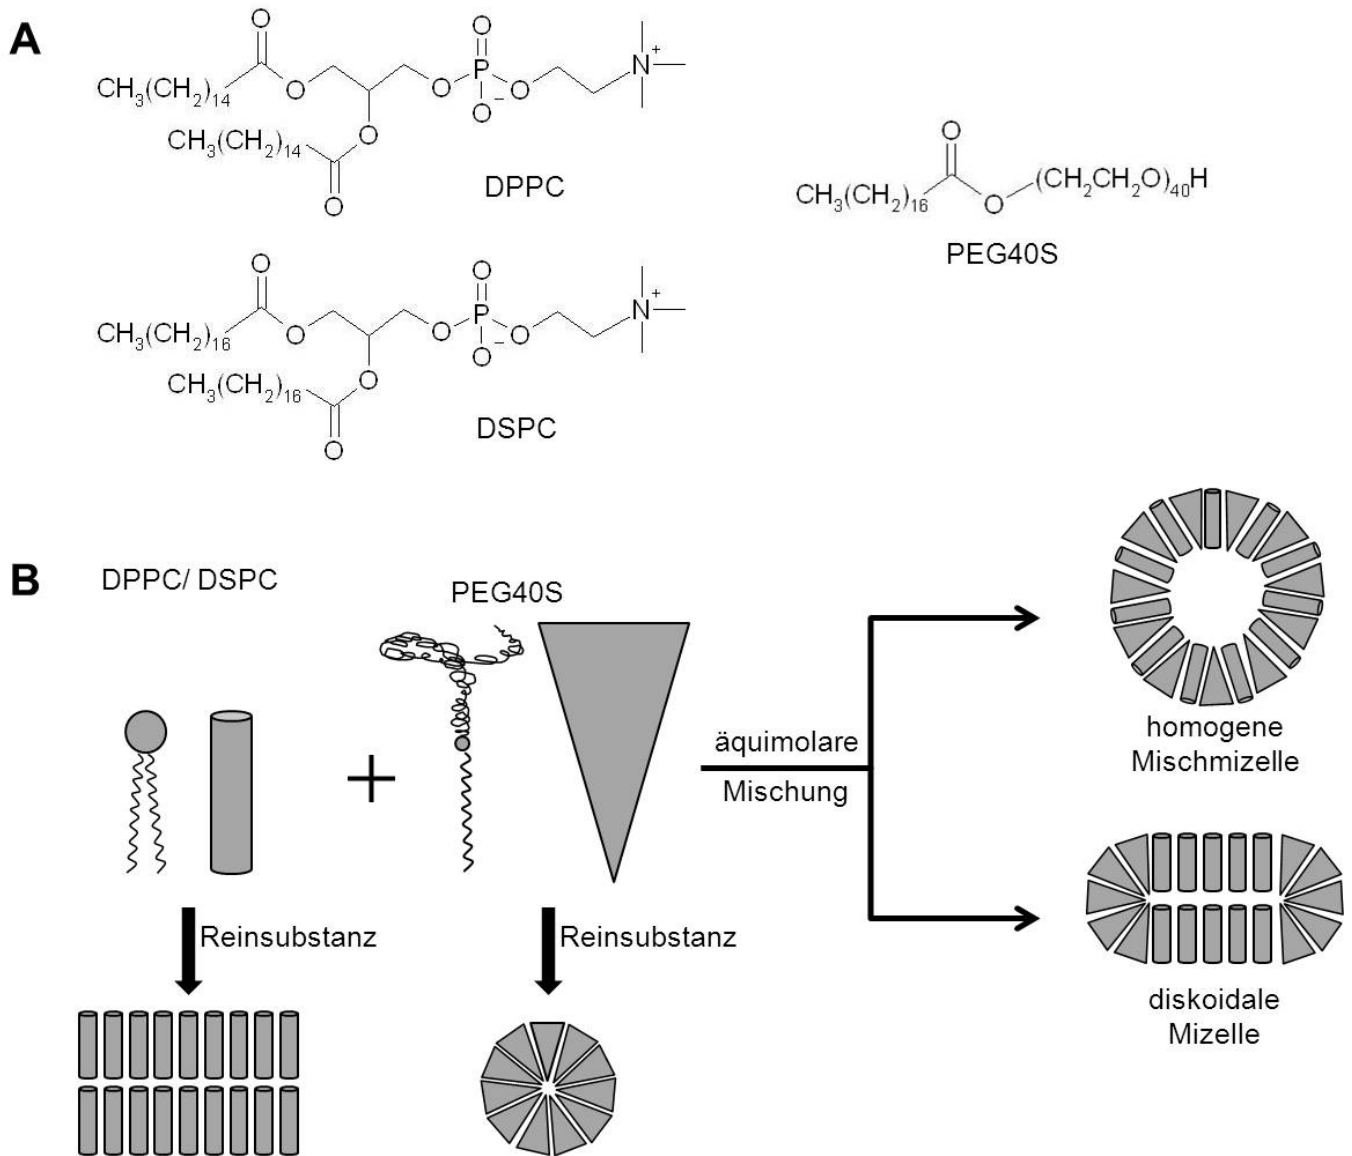 A
CH₃(CH₂)₁₄ O O O O P O O⁻ O N⁺
CH₃(CH₂)₁₄ O O
DPPC
CH₃(CH₂)₁₆ O O (CH₂CH₂O)₄₀H
PEG40S
CH₃(CH₂)₁₆ O O O O P O O⁻ O N⁺
CH₃(CH₂)₁₆ O O
DSPC
B
DPPC/ DSPC
PEG40S
+
äquimolare
Mischung
homogene
Mischmizelle
Reinsubstanz
Reinsubstanz
diskoidale
Mizelle